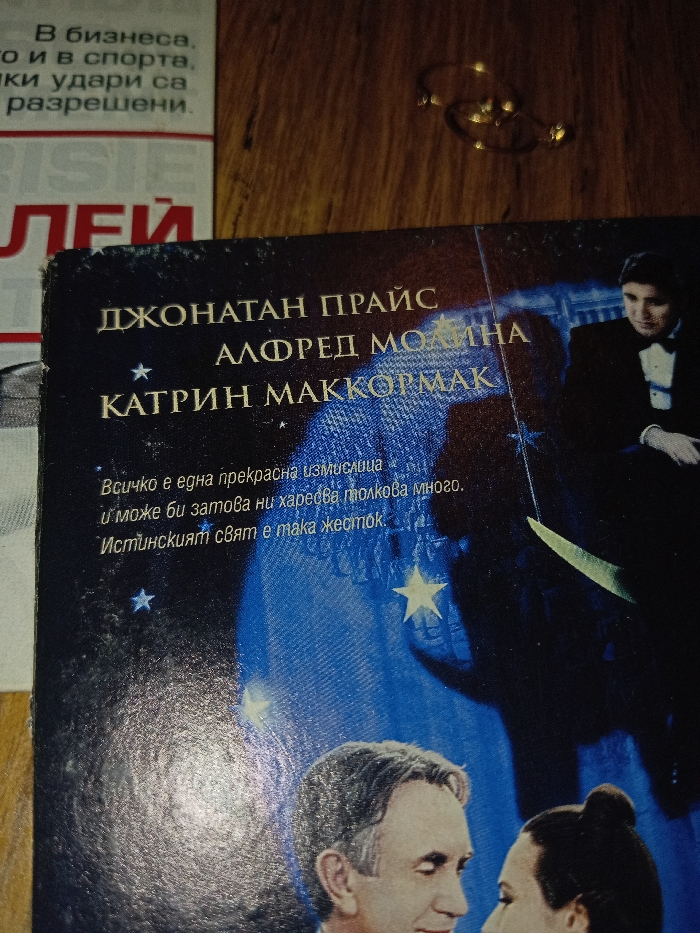 В бизнеса,
и в спорта,
удари са
разрешени.
ЛЕЙ
ДЖОНАТАН ПРАЙС
АЛФРЕД МОЛИНА
КАТРИН МАККОРМАК
Всичко е една прекрасна измислица
и може би затова ни харесва толкова много.
Истинският свят е така жесток.